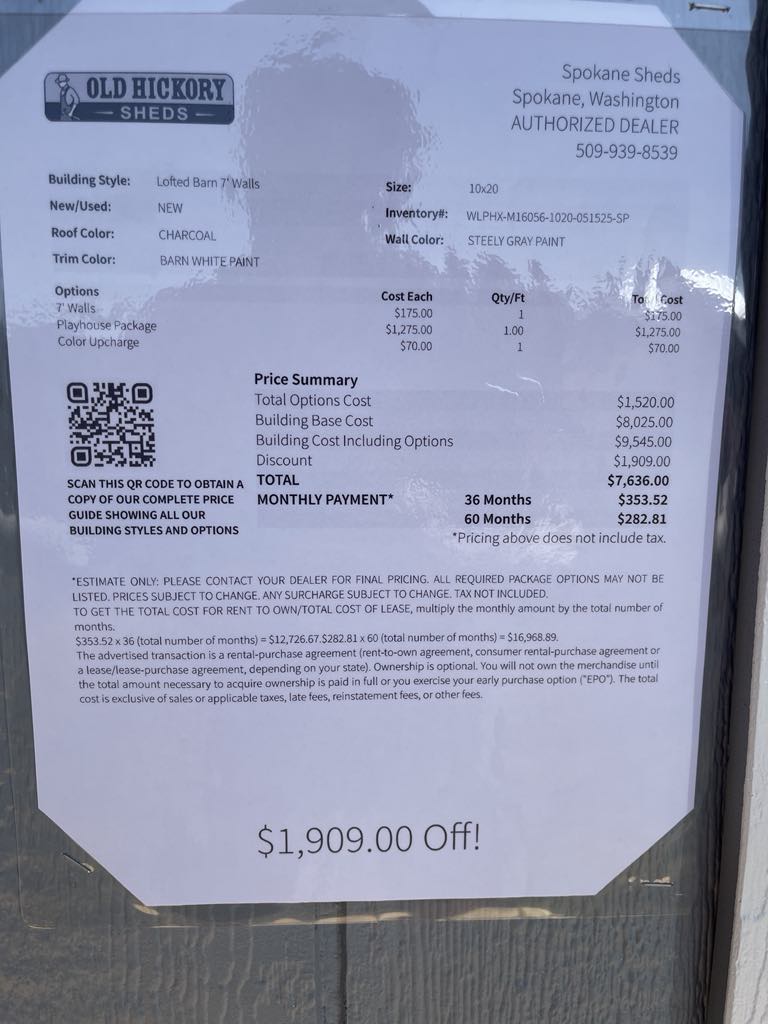 OLD HICKORY
SHEDS
Spokane Sheds
Spokane, Washington
AUTHORIZED DEALER
509-939-8539
Building Style: Lofted Barn 7' Walls
Size: 10x20
New/Used: NEW
Inventory#: WLPHX-M16056-1020-051525-SP
Roof Color: CHARCOAL
Wall Color: STEELY GRAY PAINT
Trim Color: BARN WHITE PAINT
Options Cost Each Qty/Ft Total Cost
7' Walls $175.00 1 $175.00
Playhouse Package $1,275.00 1.00 $1,275.00
Color Upcharge $70.00 1 $70.00
Price Summary
Total Options Cost $1,520.00
Building Base Cost $8,025.00
Building Cost Including Options $9,545.00
Discount $1,909.00
TOTAL $7,636.00
MONTHLY PAYMENT* 36 Months $353.52
60 Months $282.81
*Pricing above does not include tax.
SCAN THIS QR CODE TO OBTAIN A
COPY OF OUR COMPLETE PRICE
GUIDE SHOWING ALL OUR
BUILDING STYLES AND OPTIONS
*ESTIMATE ONLY: PLEASE CONTACT YOUR DEALER FOR FINAL PRICING. ALL REQUIRED PACKAGE OPTIONS MAY NOT BE
LISTED. PRICES SUBJECT TO CHANGE. ANY SURCHARGE SUBJECT TO CHANGE. TAX NOT INCLUDED.
TO GET THE TOTAL COST FOR RENT TO OWN/TOTAL COST OF LEASE, multiply the monthly amount by the total number of
months.
$353.52 x 36 (total number of months) = $12,726.67.$282.81 x 60 (total number of months) = $16,968.89.
The advertised transaction is a rental-purchase agreement (rent-to-own agreement, consumer rental-purchase agreement or
a lease/lease-purchase agreement, depending on your state). Ownership is optional. You will not own the merchandise until
the total amount necessary to acquire ownership is paid in full or you exercise your early purchase option ("EPO"). The total
cost is exclusive of sales or applicable taxes, late fees, reinstatement fees, or other fees.
$1,909.00 Off!